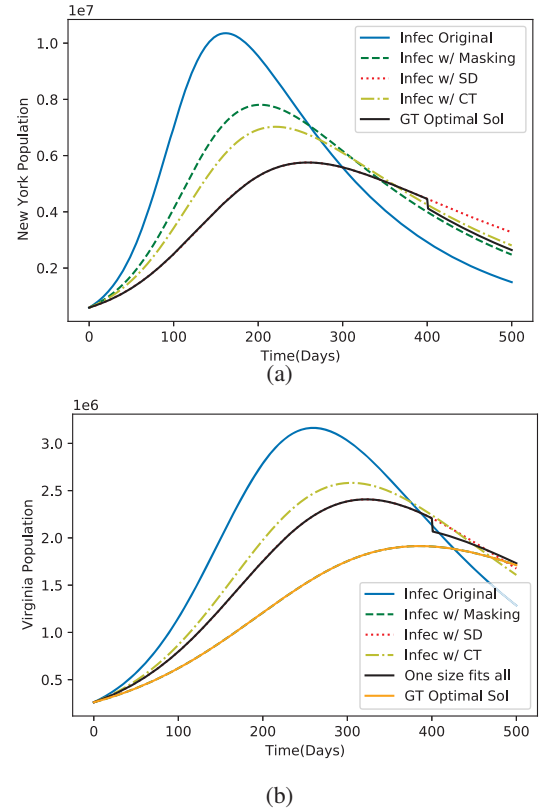 1e7
Infec Original
Infec w/ Masking
Infec w/ SD
Infec w/ CT
GT Optimal Sol
1.0
0.8
0.6
0.4
0.2
New York Population
0 100 200 300 400 500
Time(Days)
(a)
1e6
3.0
2.5
2.0
1.5
1.0
0.5
Virginia Population
Infec Original
Infec w/ Masking
Infec w/ SD
Infec w/ CT
One size fits all
GT Optimal Sol
0 100 200 300 400 500
Time(Days)
(b)